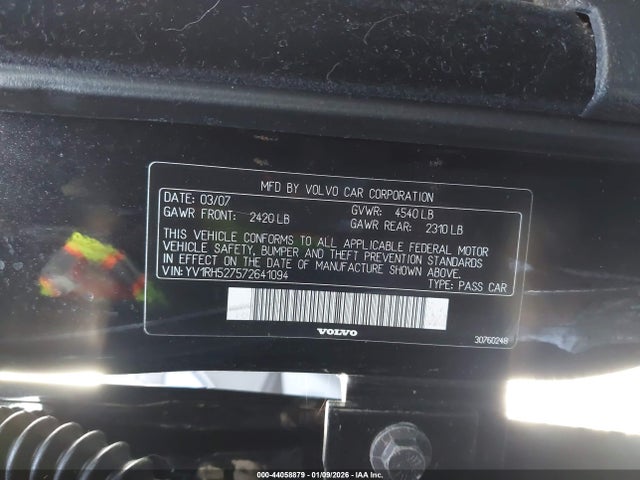 MFD BY VOLVO CAR CORPORATION
DATE: 03/07 GVWR: 4540 LB
GAWR FRONT: 2420 LB GAWR REAR: 2310 LB
THIS VEHICLE CONFORMS TO ALL APPLICABLE FEDERAL MOTOR
VEHICLE SAFETY, BUMPER AND THEFT PREVENTION STANDARDS
IN EFFECT ON THE DATE OF MANUFACTURE SHOWN ABOVE.
VIN: YV1RH527572641094 TYPE: PASS CAR
VOLVO
30760248
000-44058879 | 01/09/2026 - IAA Inc.